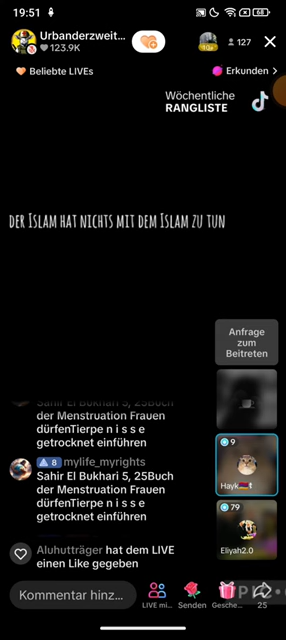 19:51
68
Urbanderzweit...
123.9K
127
Beliebte LIVEs
Erkunden >
Wöchentliche
RANGLISTE
der Islam hat nichts mit dem Islam zu tun
Anfrage
zum
Beitreten
Sahir El Bukhari 5, 25Buch
der Menstruation Frauen
dürfenTierpe n i s s e
getrocknet einführen
8 mylife_myrights
Sahir El Bukhari 5, 25Buch
der Menstruation Frauen
dürfenTierpe n i s s e
getrocknet einführen
9
Hayk
79
Eliyah2.0
Aluhutträger hat dem LIVE
einen Like gegeben
Kommentar hinz...
LIVE mi...
Senden
Gesche...
25